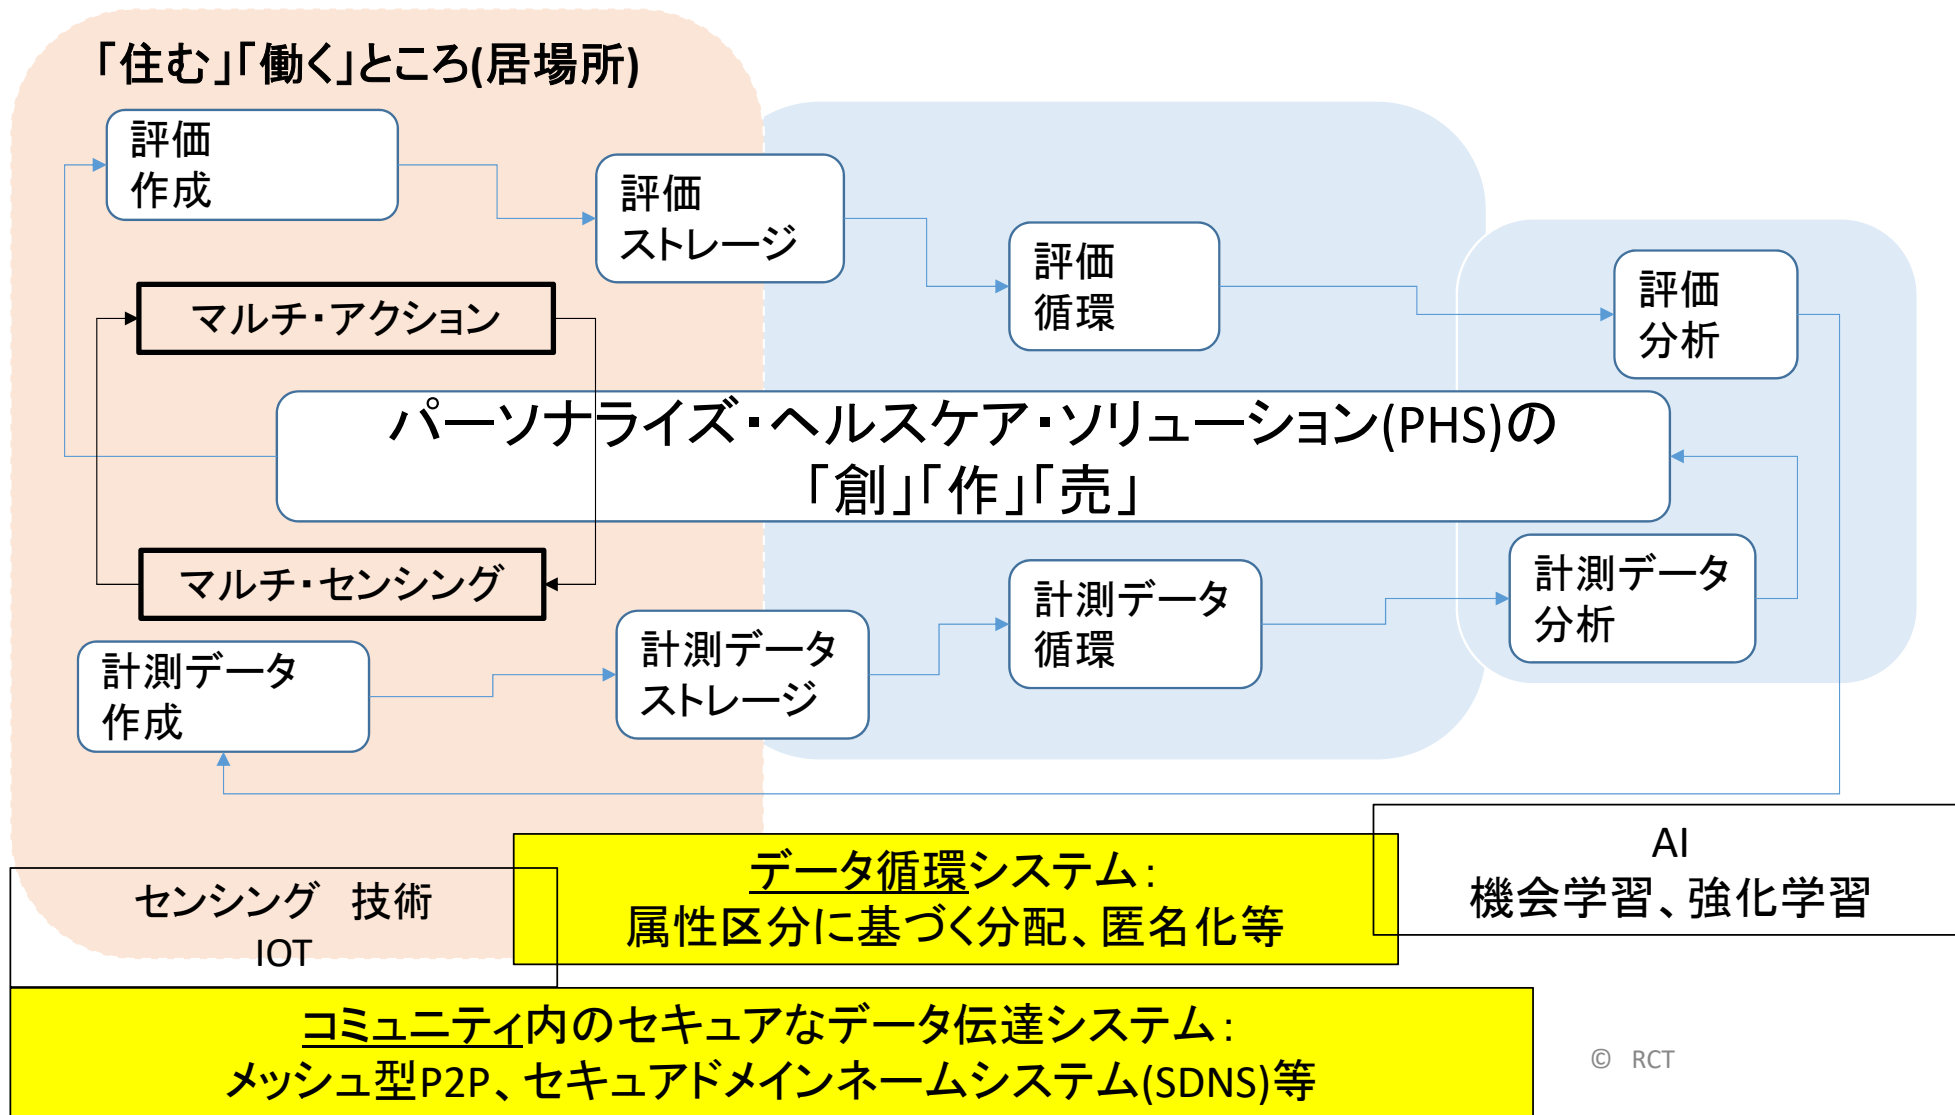 「住む」「働く」ところ(居場所)
評価
作成
評価
ストレージ
評価
循環
評価
分析
マルチ・アクション
パーソナライズ・ヘルスケア・ソリューション(PHS)の
「創」「作」「売」
マルチ・センシング
計測データ
作成
計測データ
ストレージ
計測データ
循環
計測データ
分析
センシング　技術
IOT
データ循環システム：
属性区分に基づく分配、匿名化等
AI
機会学習、強化学習
コミュニティ内のセキュアなデータ伝達システム：
メッシュ型P2P、セキュアドメインネームシステム(SDNS)等
© RCT